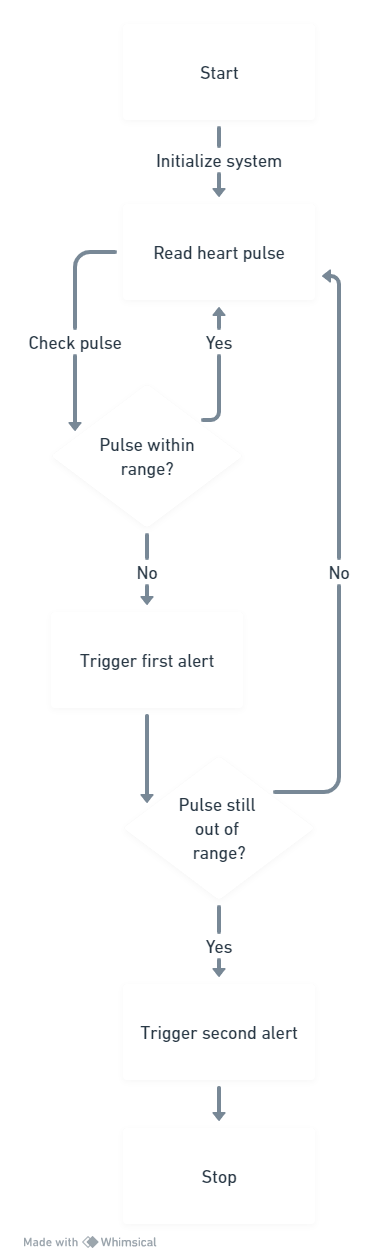 Start
Initialize system
Read heart pulse
Check pulse
Yes
Pulse within
range?
No
No
Trigger first alert
Pulse still
out of
range?
Yes
Trigger second alert
Stop
Made with Whimsical